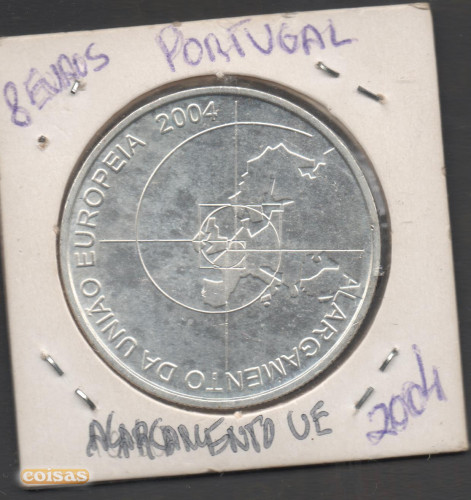 8 EUROS PORTUGAL
ALARGAMENTO DA UNIÃO EUROPEIA 2004
ALARGAMENTO UE 2004
coisas